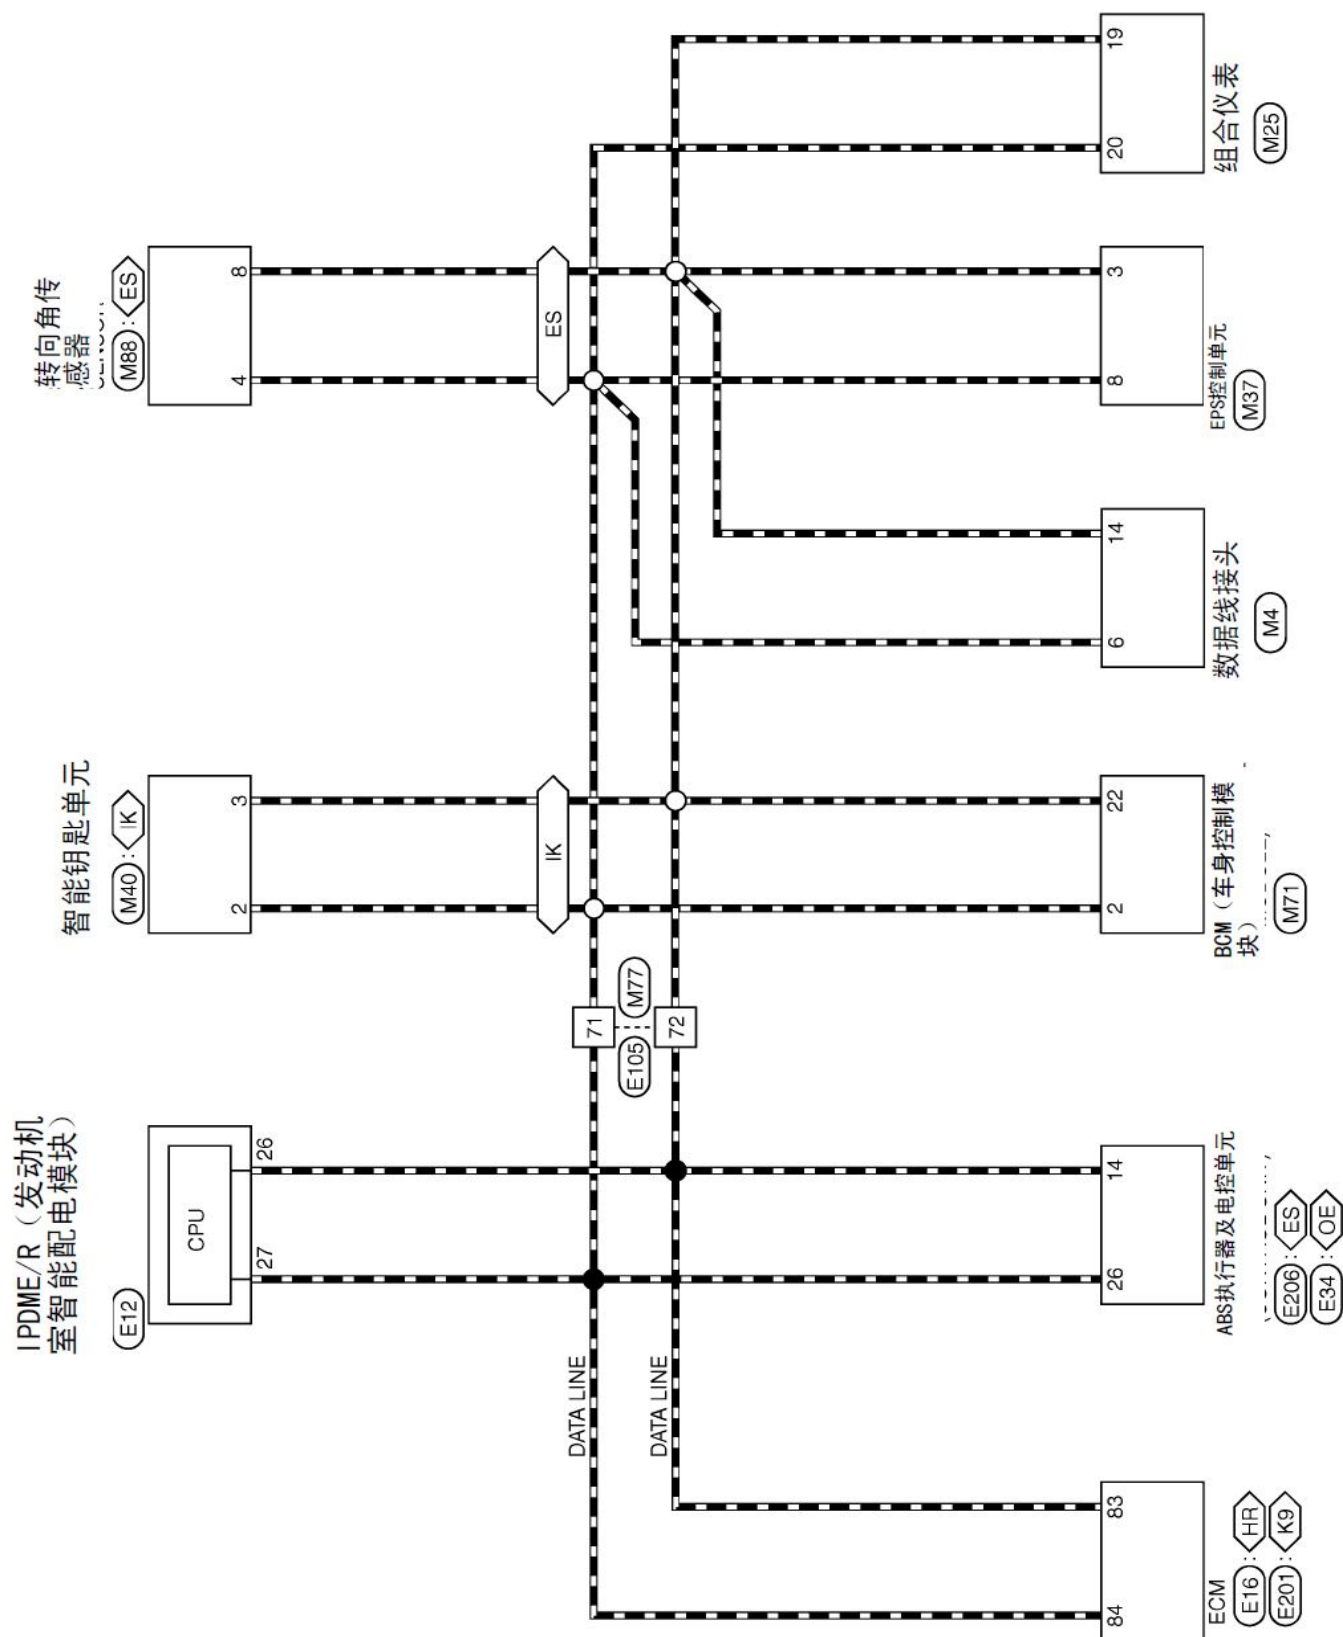 IPDME/R（发动机
室智能配电模块）
E12
CPU
27
26
智能钥匙单元
M40 : IK
2
3
转向角传
感器
M88 : ES
4
8
IK
ES
DATA LINE
DATA LINE
71
72
E105
M77
84
83
ECM
E16 : HR
E201 : K9
26
14
ABS执行器及电控单元
E206 : ES
E34 : OE
2
22
BCM（车身控制模
块）
M71
6
14
数据线接头
M4
8
3
EPS控制单元
M37
20
19
组合仪表
M25